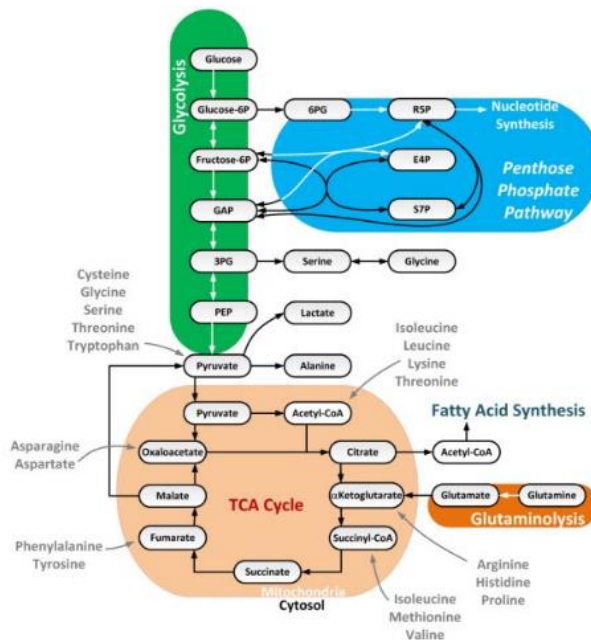 Glycolysis
Glucose
Glucose-6P
6PG
R5P
Nucleotide
Synthesis
Fructose-6P
E4P
Penthose
Phosphate
Pathway
GAP
S7P
3PG
Serine
Glycine
Cysteine
Glycine
Serine
Threonine
Tryptophan
PEP
Lactate
Isoleucine
Leucine
Lysine
Threonine
Pyruvate
Alanine
Pyruvate
Acetyl-CoA
Fatty Acid Synthesis
Asparagine
Aspartate
Oxaloacetate
Citrate
Acetyl-CoA
Malate
TCA Cycle
αKetoglutarate
Glutamate
Glutamine
Glutaminolysis
Phenylalanine
Tyrosine
Fumarate
Succinyl-CoA
Arginine
Histidine
Proline
Succinate
Mitochondria
Cytosol
Isoleucine
Methionine
Valine